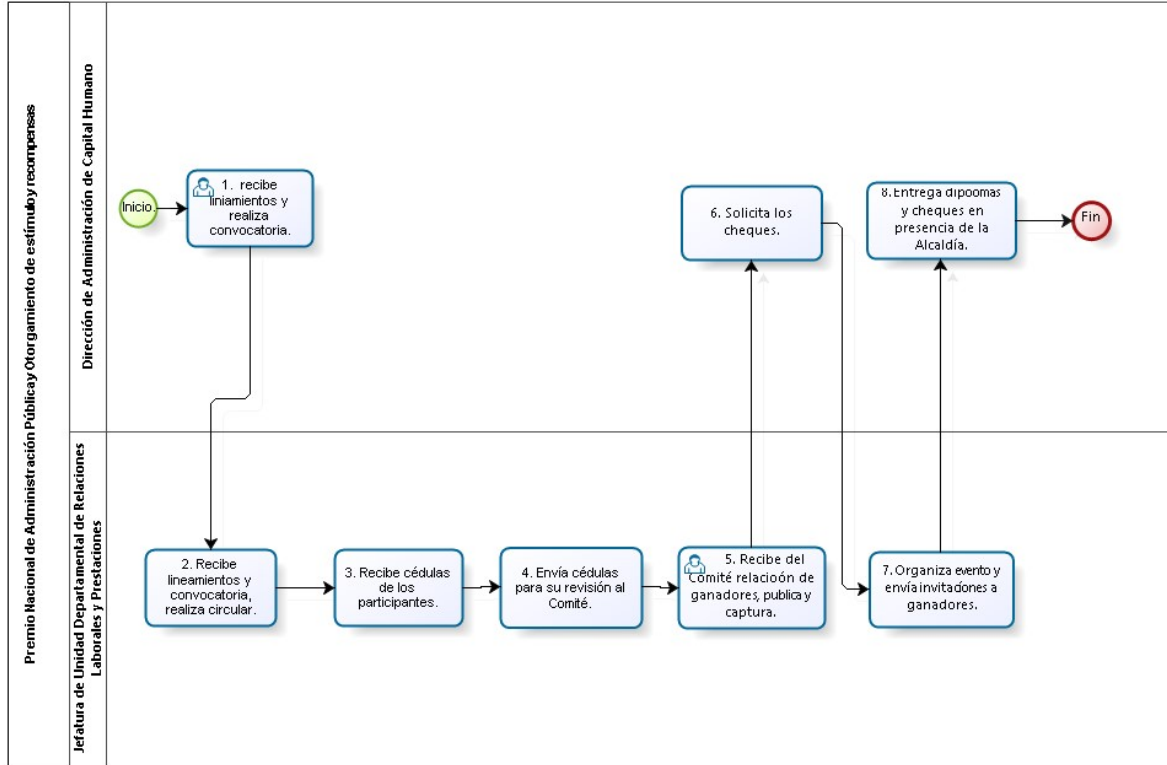 Premio Nacional de Administración Públicay Otorgamiento de estímuloy recompensas
Dirección de Administración de Capital Humano
Inicio.
1. recibe
liniamientos y
realiza
convocatoria.
6. Solicita los
cheques.
8.Entrega dipoomas
y cheques en
presencia de la
Alcaldía.
Fin
Jefatura de Unidad Departamental de Relaciones
Laborales y Prestaciones
2. Recibe
lineamientos y
convocatoria,
realiza circular.
3. Recibe cédulas
de los
participantes.
4. Envía cédulas
para su revisión al
Comité.
5. Recibe del
Comité relacioón de
ganadores, publica y
captura.
7. Organiza evento y
envía invitaciones a
ganadores.